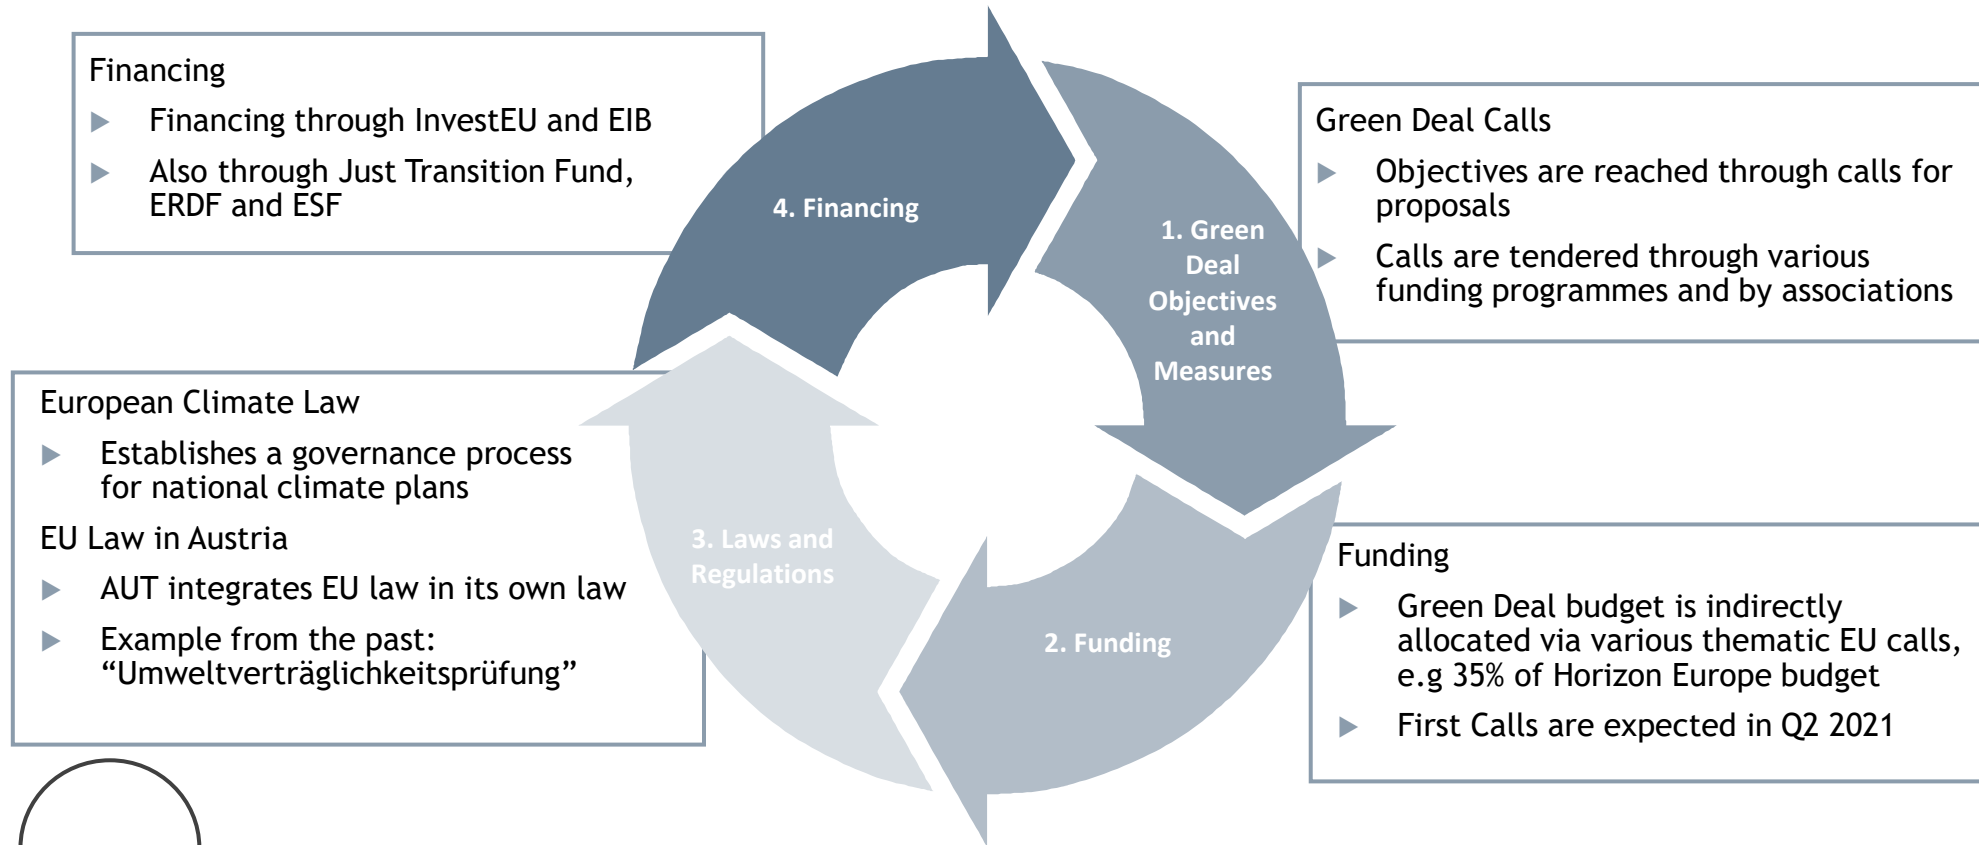 Financing
Financing through InvestEU and EIB
Also through Just Transition Fund,
ERDF and ESF
4. Financing
Green Deal Calls
Objectives are reached through calls for
proposals
Calls are tendered through various
funding programmes and by associations
1. Green
Deal
Objectives
and
Measures
European Climate Law
Establishes a governance process
for national climate plans
EU Law in Austria
AUT integrates EU law in its own law
Example from the past:
“Umweltverträglichkeitsprüfung”
3. Laws and
Regulations
2. Funding
Funding
Green Deal budget is indirectly
allocated via various thematic EU calls,
e.g 35% of Horizon Europe budget
First Calls are expected in Q2 2021